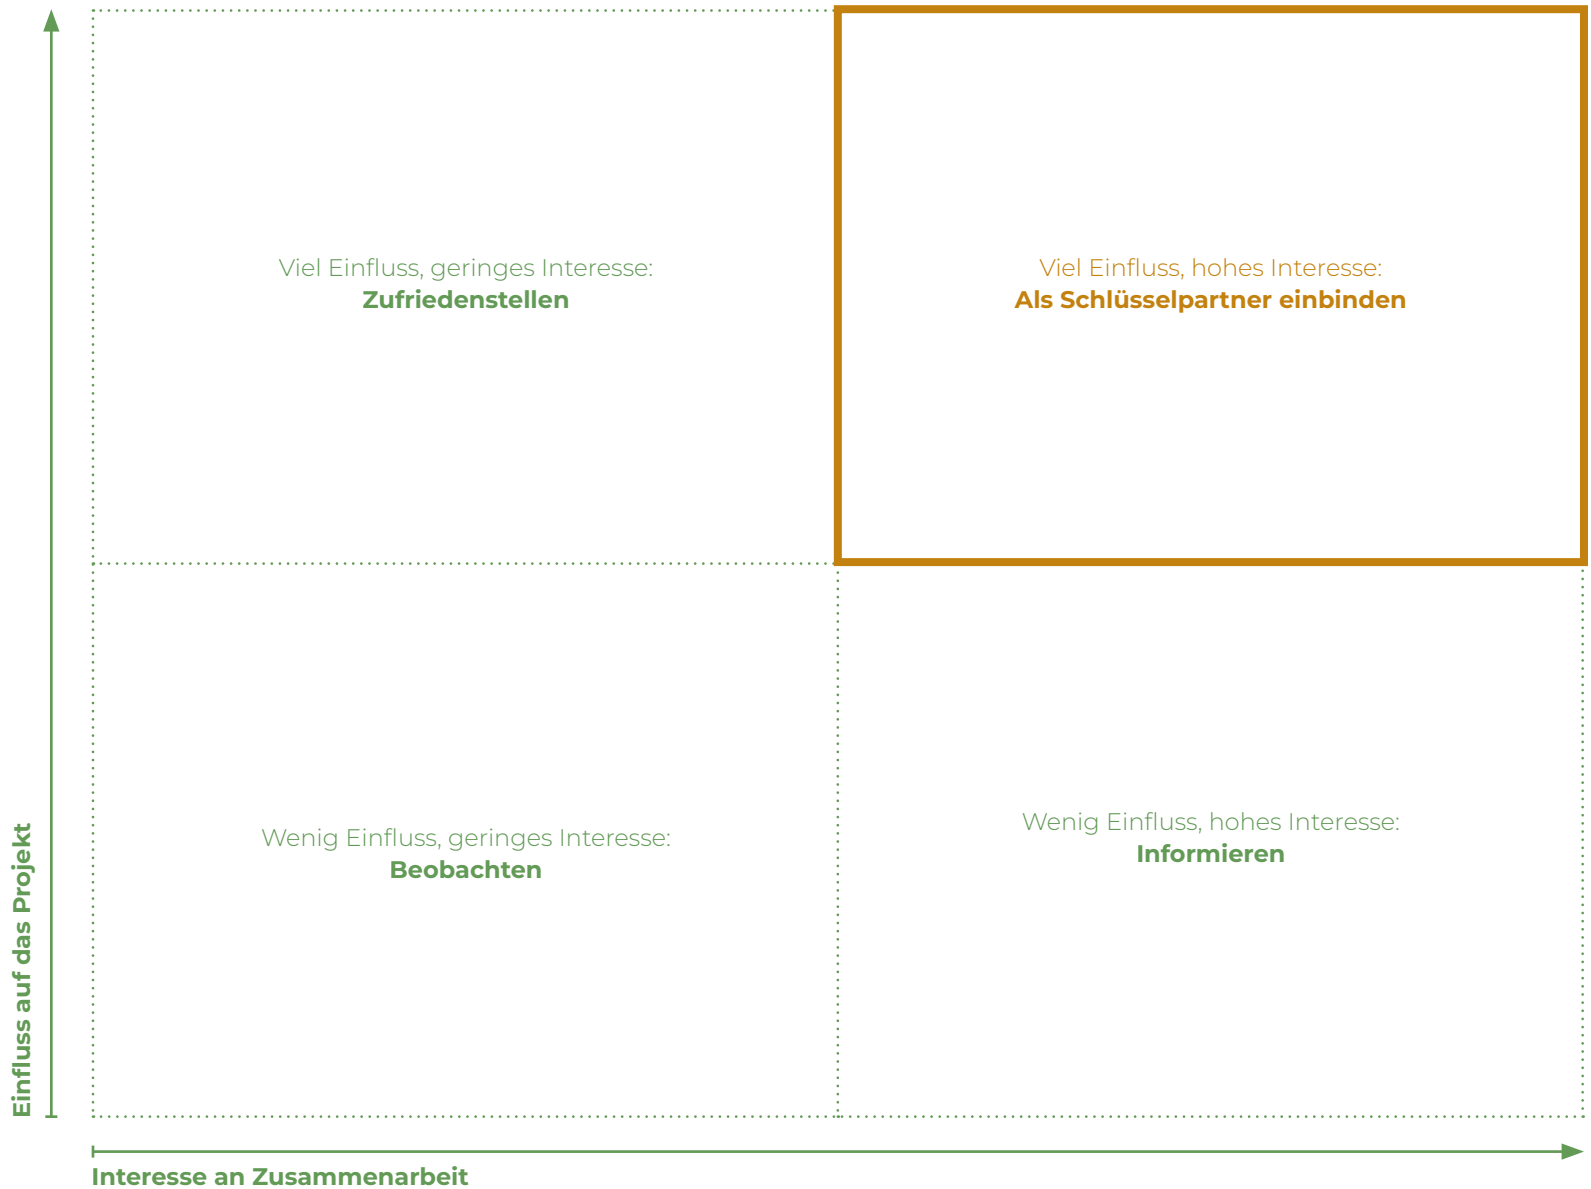 Viel Einfluss, geringes Interesse:
Zufriedenstellen
Viel Einfluss, hohes Interesse:
Als Schlüsselpartner einbinden
Wenig Einfluss, geringes Interesse:
Beobachten
Wenig Einfluss, hohes Interesse:
Informieren
Einfluss auf das Projekt
Interesse an Zusammenarbeit